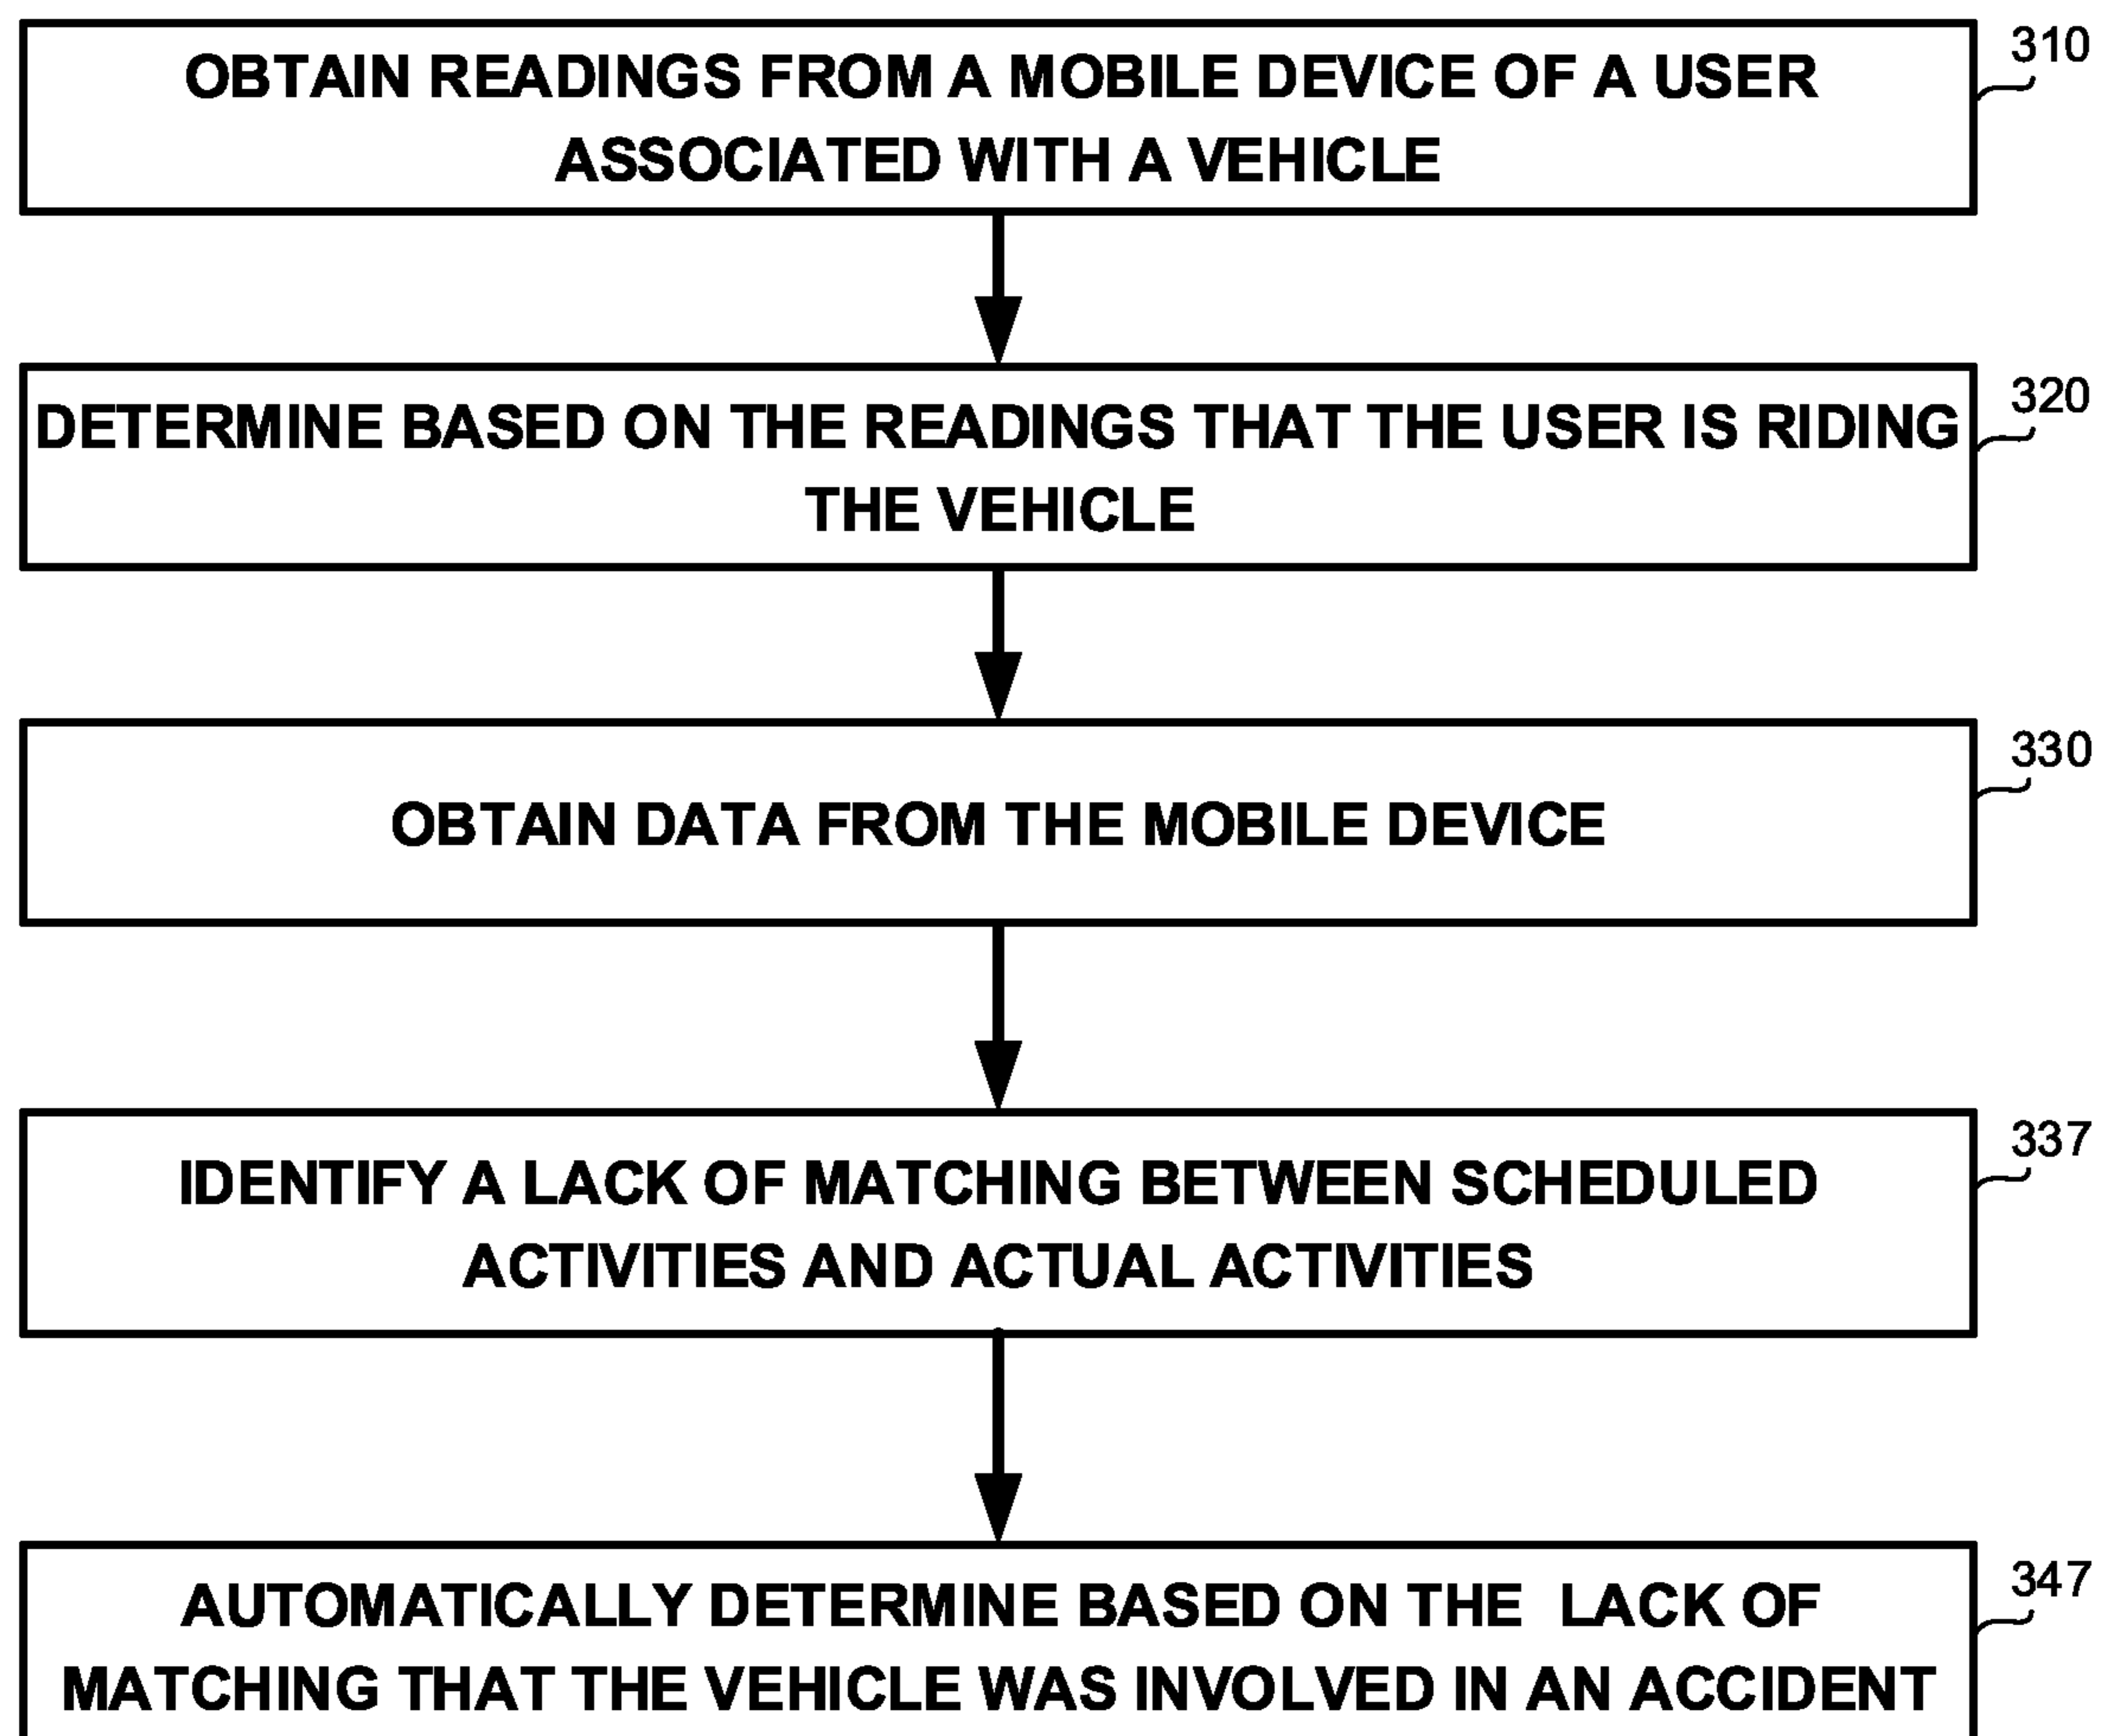 OBTAIN READINGS FROM A MOBILE DEVICE OF A USER
ASSOCIATED WITH A VEHICLE
310
DETERMINE BASED ON THE READINGS THAT THE USER IS RIDING
THE VEHICLE
320
OBTAIN DATA FROM THE MOBILE DEVICE
330
IDENTIFY A LACK OF MATCHING BETWEEN SCHEDULED
ACTIVITIES AND ACTUAL ACTIVITIES
337
AUTOMATICALLY DETERMINE BASED ON THE LACK OF
MATCHING THAT THE VEHICLE WAS INVOLVED IN AN ACCIDENT
347